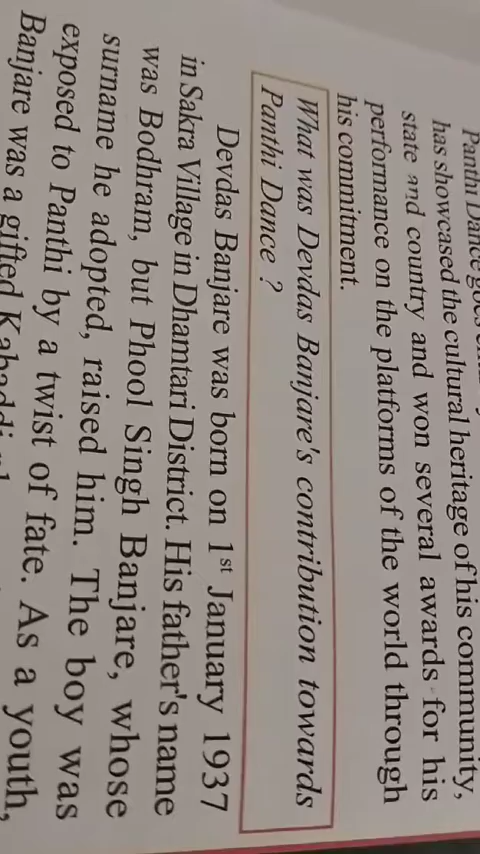 Panthi Dance
has showcased the cultural heritage of his community,
state and country and won several awards for his
performance on the platforms of the world through
his commitment.
What was Devdas Banjare's contribution towards
Panthi Dance ?
Devdas Banjare was born on 1st January 1937
in Sakra Village in Dhamtari District. His father's name
was Bodhram, but Phool Singh Banjare, whose
surname he adopted, raised him. The boy was
exposed to Panthi by a twist of fate. As a youth,
Banjare was a gifted Kabaddi